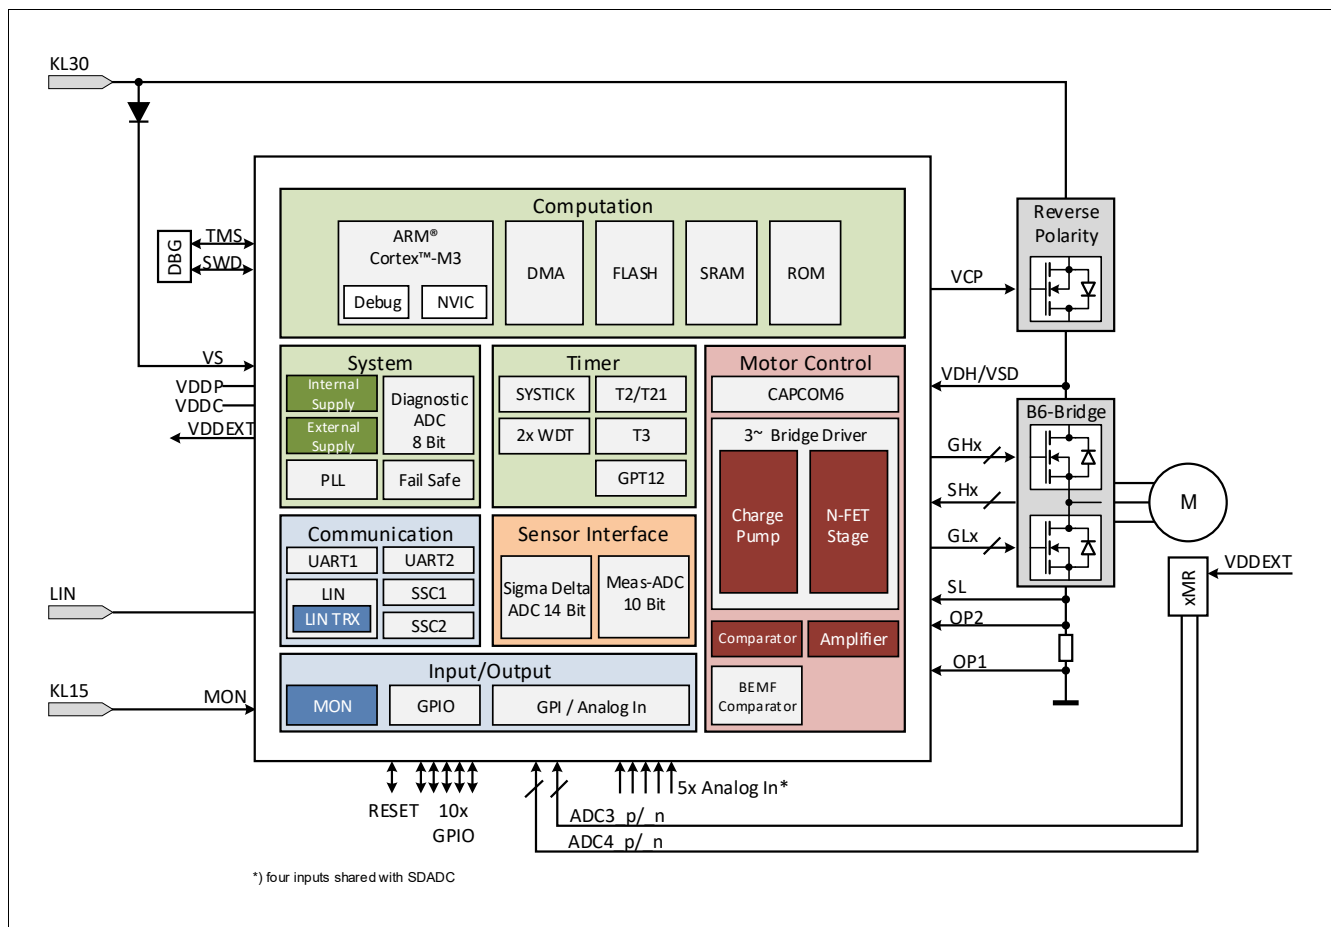 KL30
Computation
ARM®
Cortex™-M3
Debug
NVIC
DMA
FLASH
SRAM
ROM
DBG
TMS
SWD
Reverse
Polarity
VCP
VS
VDDP
VDDC
VDDEXT
System
Internal
Supply
External
Supply
Diagnostic
ADC
8 Bit
PLL
Fail Safe
Timer
SYSTICK
T2/T21
2x WDT
T3
GPT12
Motor Control
CAPCOM6
3~ Bridge Driver
Charge
Pump
N-FET
Stage
Comparator
Amplifier
BEMF
Comparator
VDH/VSD
B6-Bridge
GHx
SHx
GLx
M
SL
OP2
OP1
xMR
VDDEXT
Communication
UART1
UART2
LIN
LIN TRX
SSC1
SSC2
Sensor Interface
Sigma Delta
ADC 14 Bit
Meas-ADC
10 Bit
LIN
Input/Output
MON
GPIO
GPI / Analog In
KL15
MON
RESET
10x
GPIO
5x Analog In*
ADC3_p/_n
ADC4_p/_n
*) four inputs shared with SDADC